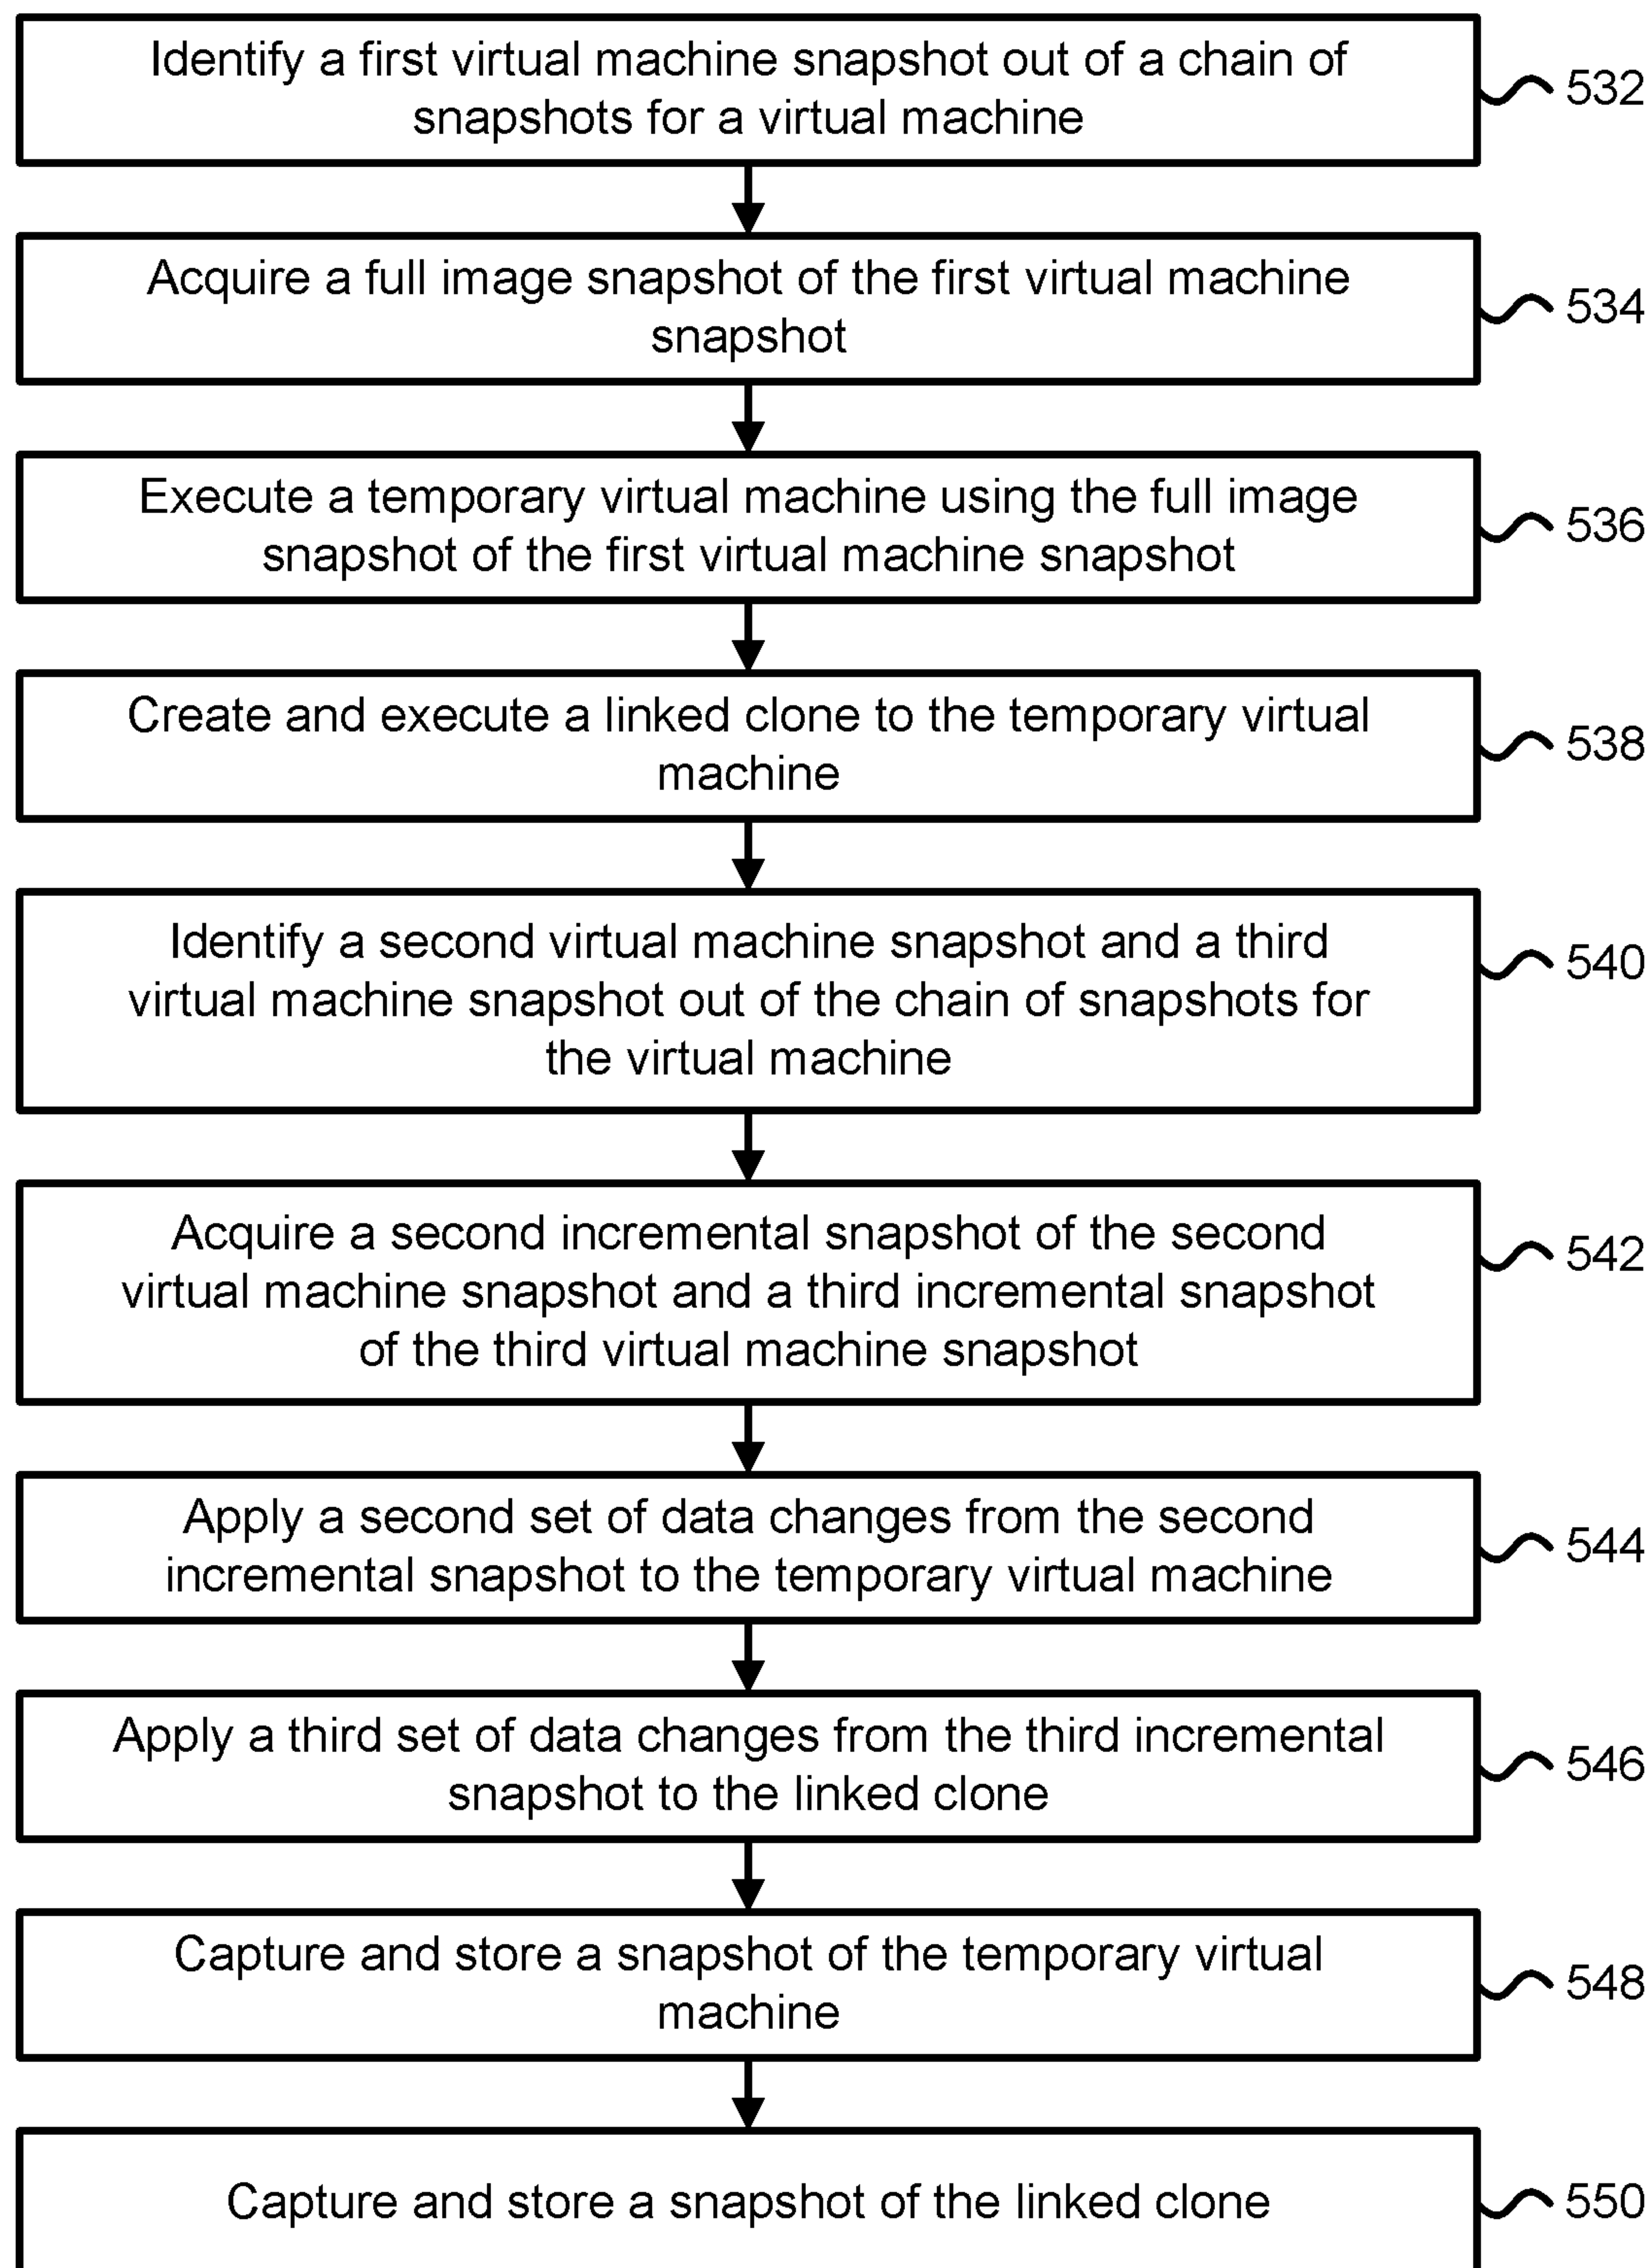 Identify a first virtual machine snapshot out of a chain of
snapshots for a virtual machine
532
Acquire a full image snapshot of the first virtual machine
snapshot
534
Execute a temporary virtual machine using the full image
snapshot of the first virtual machine snapshot
536
Create and execute a linked clone to the temporary virtual
machine
538
Identify a second virtual machine snapshot and a third
virtual machine snapshot out of the chain of snapshots for
the virtual machine
540
Acquire a second incremental snapshot of the second
virtual machine snapshot and a third incremental snapshot
of the third virtual machine snapshot
542
Apply a second set of data changes from the second
incremental snapshot to the temporary virtual machine
544
Apply a third set of data changes from the third incremental
snapshot to the linked clone
546
Capture and store a snapshot of the temporary virtual
machine
548
Capture and store a snapshot of the linked clone
550